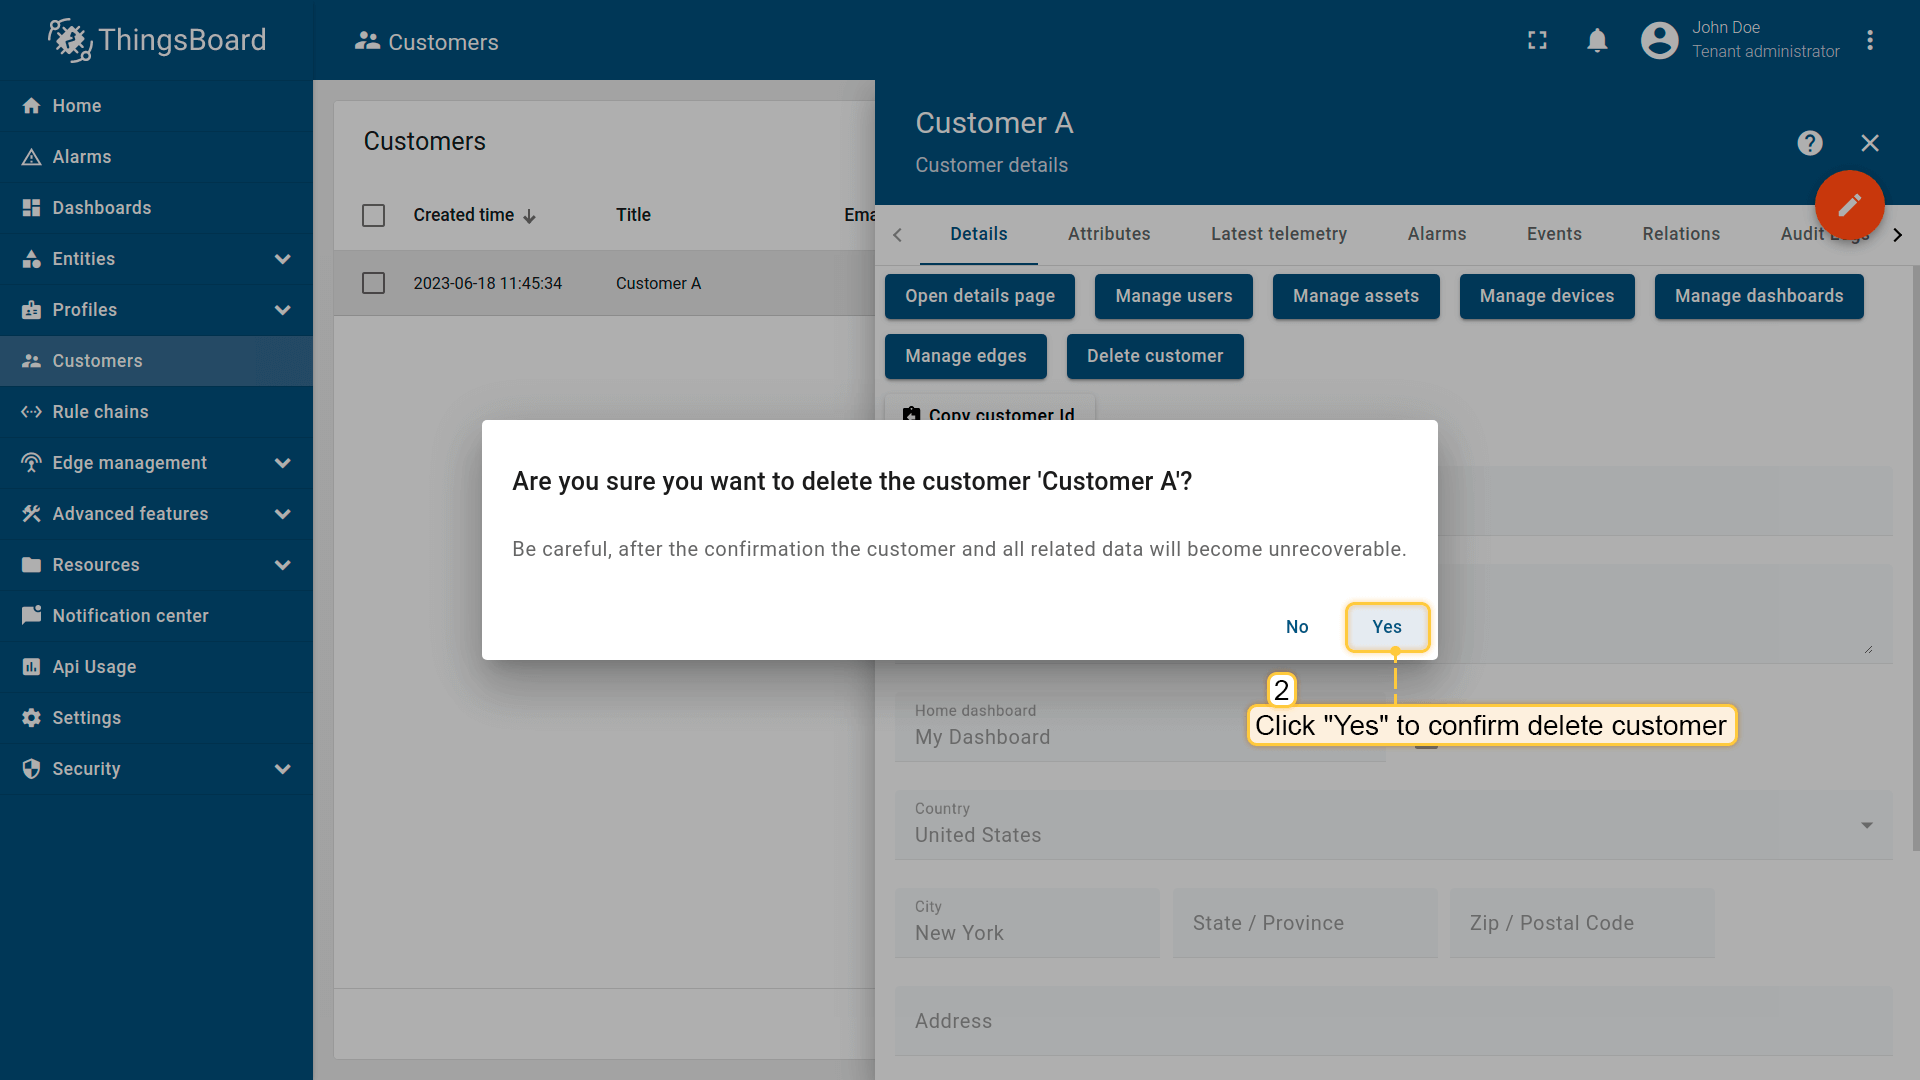 ThingsBoard
Customers
John Doe
Tenant administrator
Home
Alarms
Dashboards
Entities
Profiles
Customers
Rule chains
Edge management
Advanced features
Resources
Notification center
Api Usage
Settings
Security
Customers
Created time
Title
2023-06-18 11:45:34
Customer A
Customer A
Customer details
Details
Attributes
Latest telemetry
Alarms
Events
Relations
Audit
Open details page
Manage users
Manage assets
Manage devices
Manage dashboards
Manage edges
Delete customer
Copy customer Id
Are you sure you want to delete the customer 'Customer A'?
Be careful, after the confirmation the customer and all related data will become unrecoverable.
No
Yes
2
Click "Yes" to confirm delete customer
Home dashboard
My Dashboard
Country
United States
City
New York
State / Province
Zip / Postal Code
Address